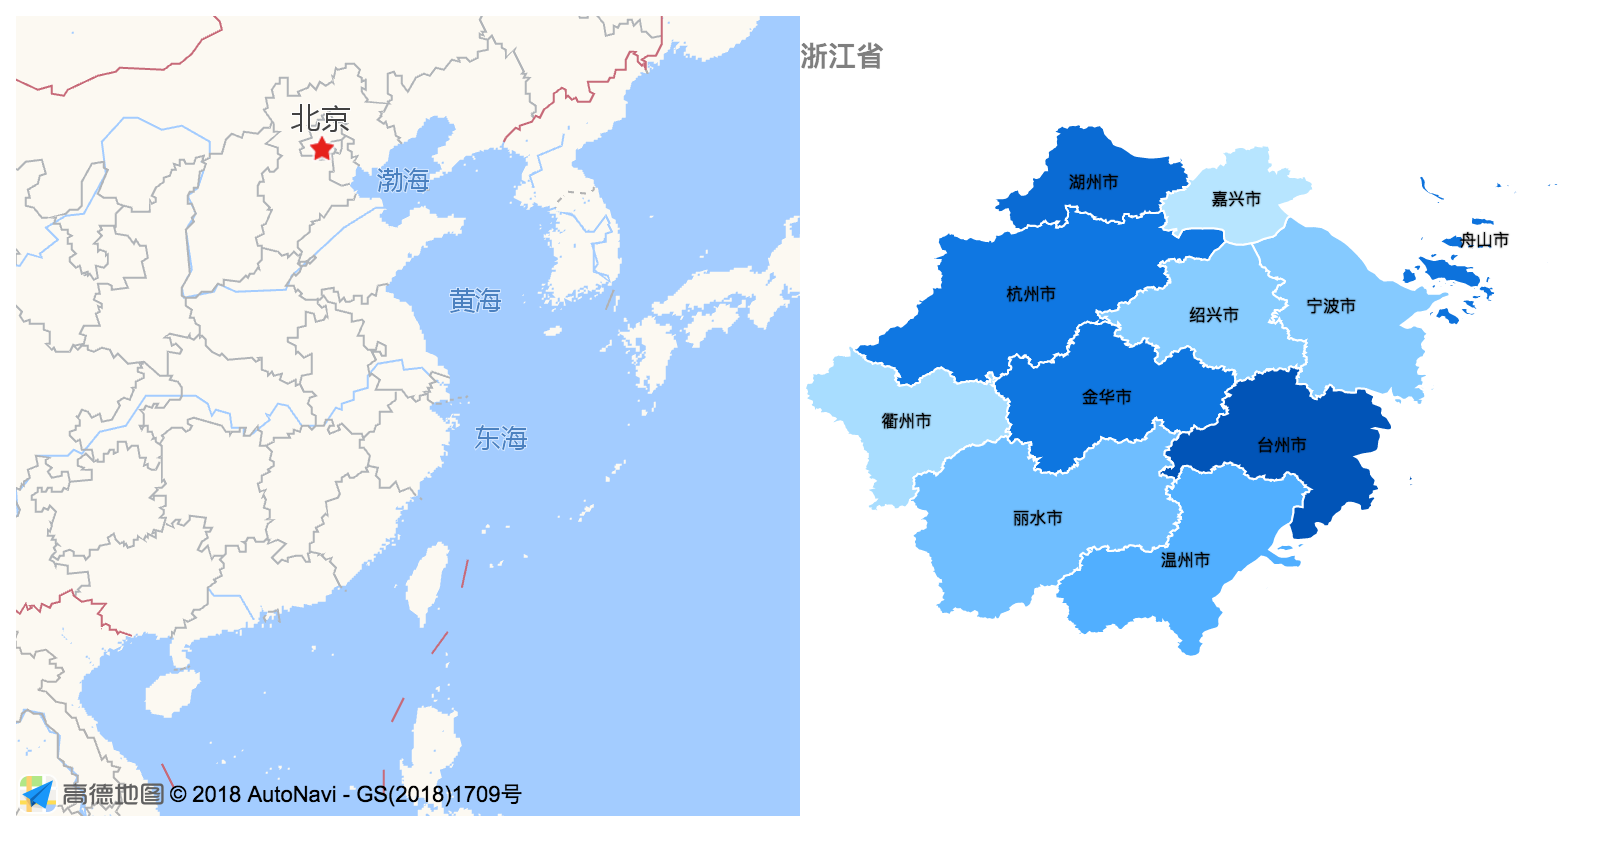 北京
渤海
黄海
东海
高德地图 © 2018 AutoNavi - GS(2018)1709号
浙江省
湖州市
嘉兴市
舟山市
杭州市
绍兴市
宁波市
金华市
衢州市
台州市
丽水市
温州市